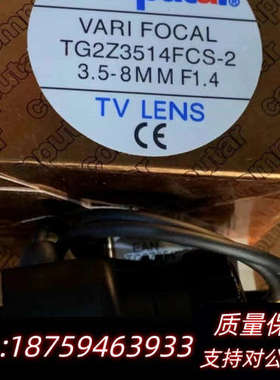 VARI FOCAL
TG2Z3514FCS-2
3.5-8MM F1.4
TV LENS
CE
computar
质量保
:18759463933
支持对公